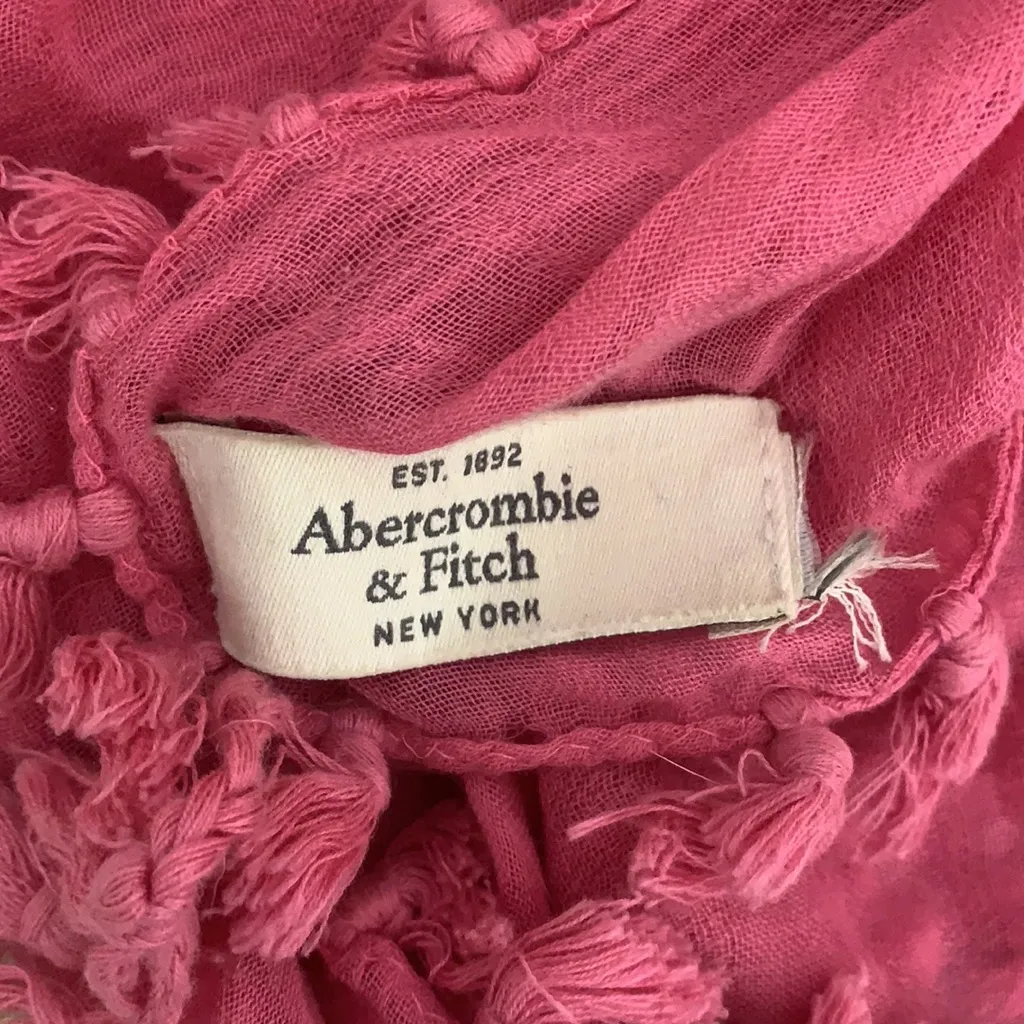 EST. 1892
Abercrombie
& Fitch
NEW YORK